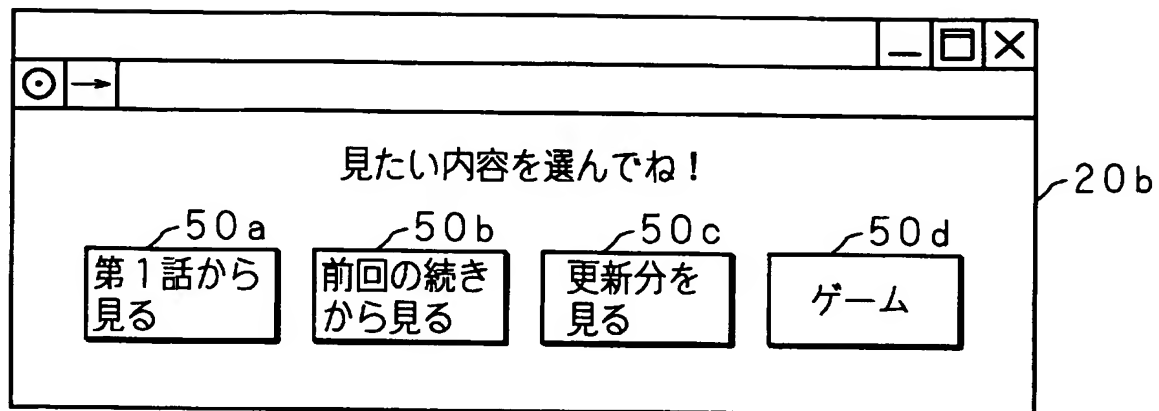 見たい内容を選んでね！
20b
50a
50b
50c
50d
第1話から
見る
前回の続き
から見る
更新分を
見る
ゲーム